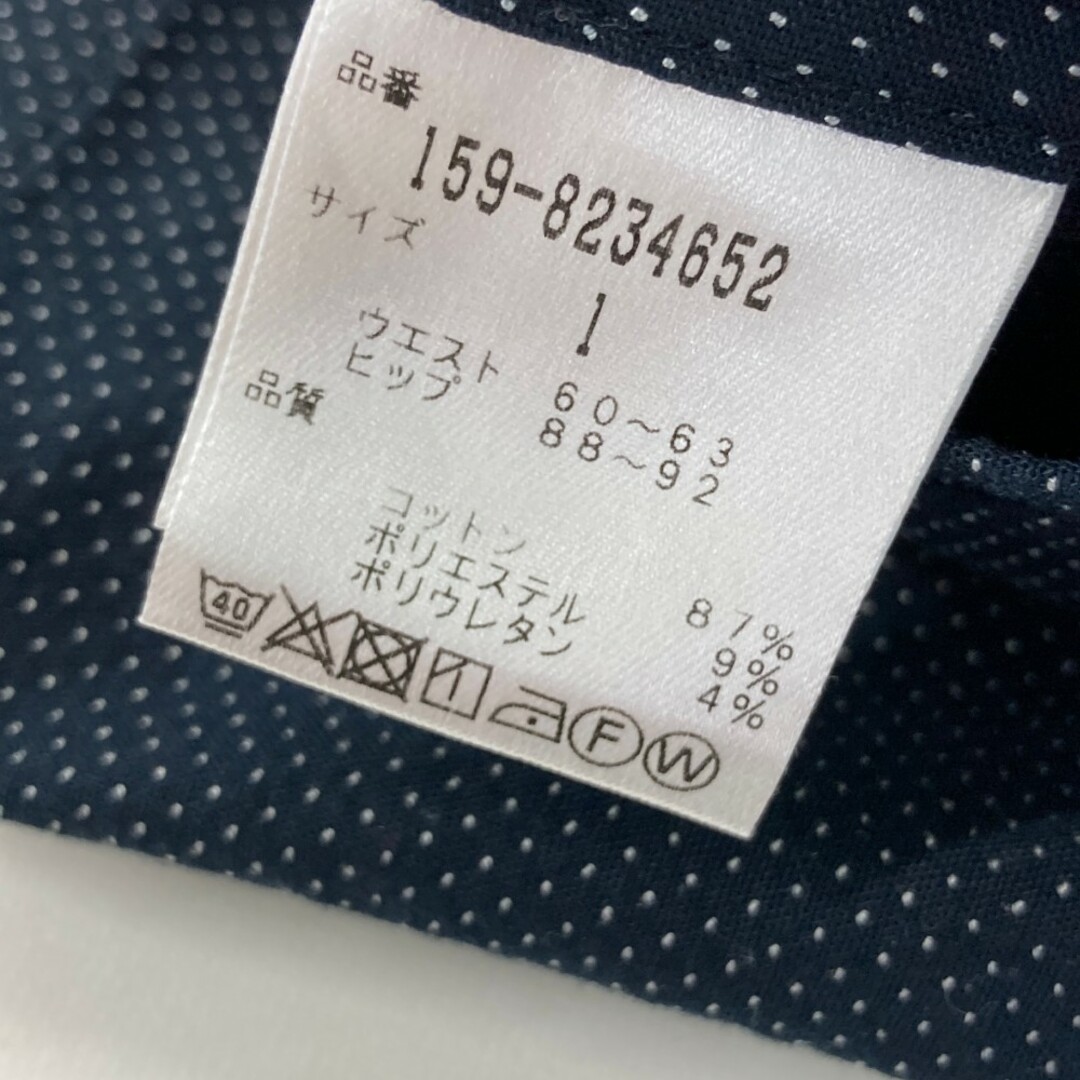 品番
159-8234652
サイズ
1
ウエスト 60〜63
ヒップ 88〜92
品質
コットン 87%
ポリエステル 9%
ポリウレタン 4%
40
F
W